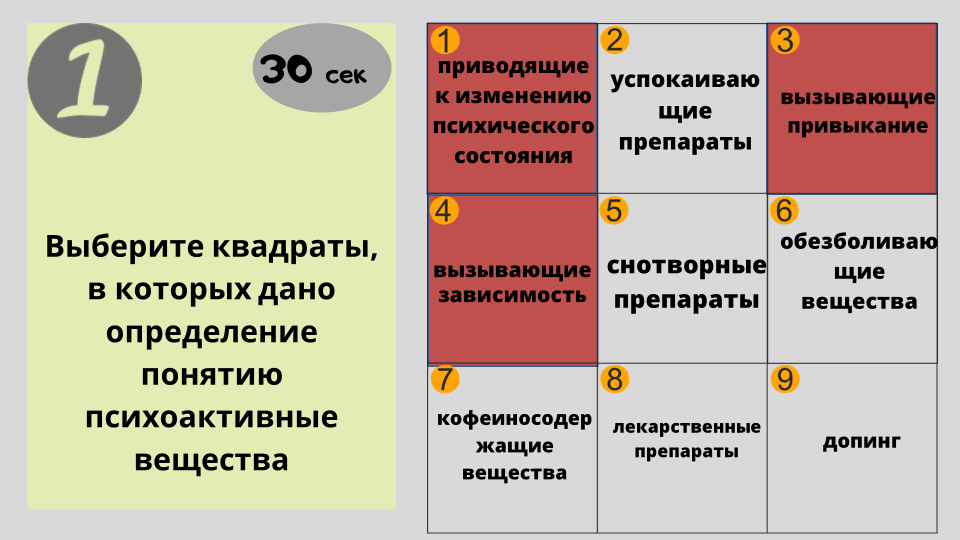 1
30 сек
Выберите квадраты,
в которых дано
определение
понятию
психоактивные
вещества
1
приводящие
к изменению
психического
состояния
2
успокаиваю
щие
препараты
3
вызывающие
привыкание
4
вызывающие
зависимость
5
снотворные
препараты
6
обезболиваю
щие
вещества
7
кофеиносодер
жащие
вещества
8
лекарственные
препараты
9
допинг